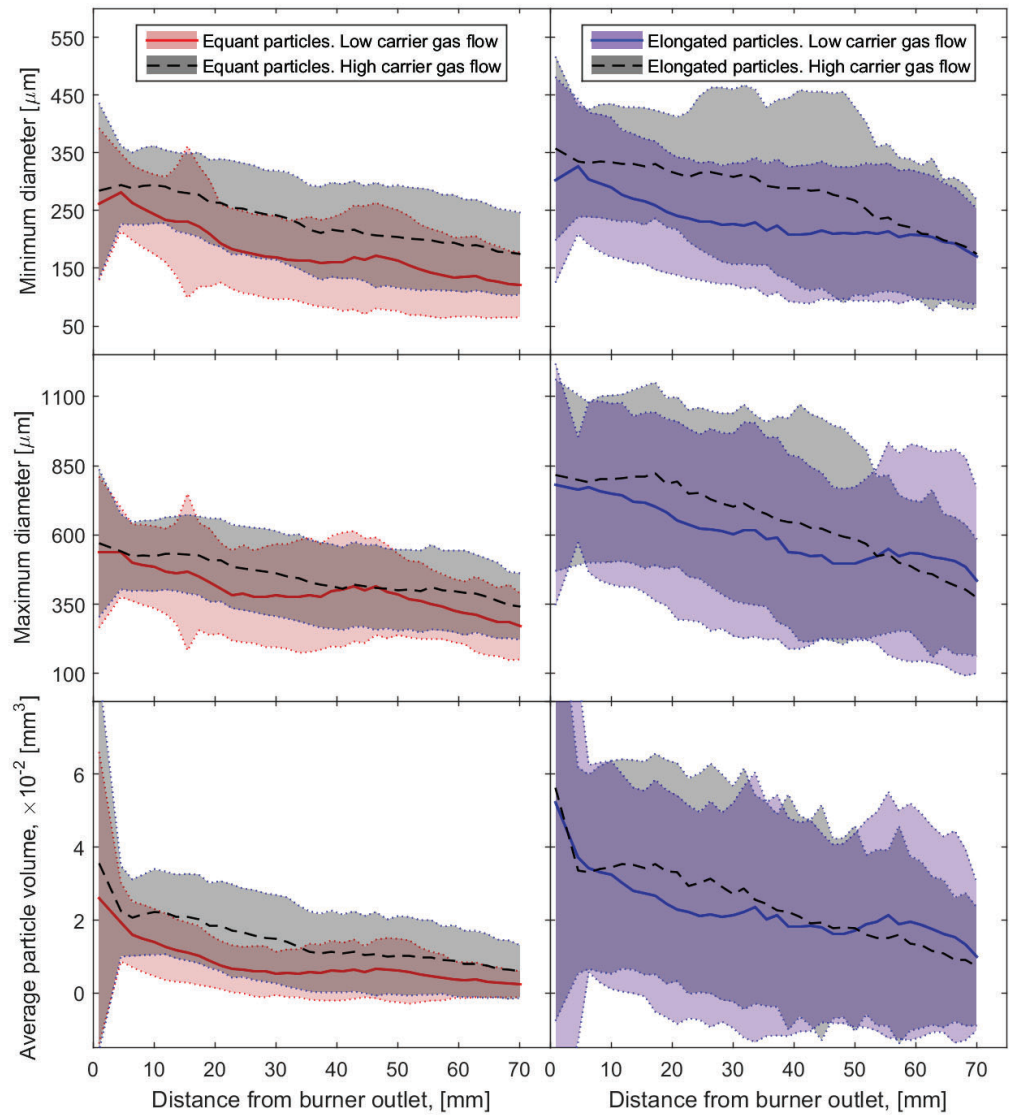 Equant particles. Low carrier gas flow
Equant particles. High carrier gas flow
Elongated particles. Low carrier gas flow
Elongated particles. High carrier gas flow
Minimum diameter [μm]
550
450
350
250
150
50
Maximum diameter [μm]
1100
850
600
350
100
Average particle volume, ×10⁻² [mm³]
6
4
2
0
0 10 20 30 40 50 60 70 0 10 20 30 40 50 60 70
Distance from burner outlet, [mm] Distance from burner outlet, [mm]